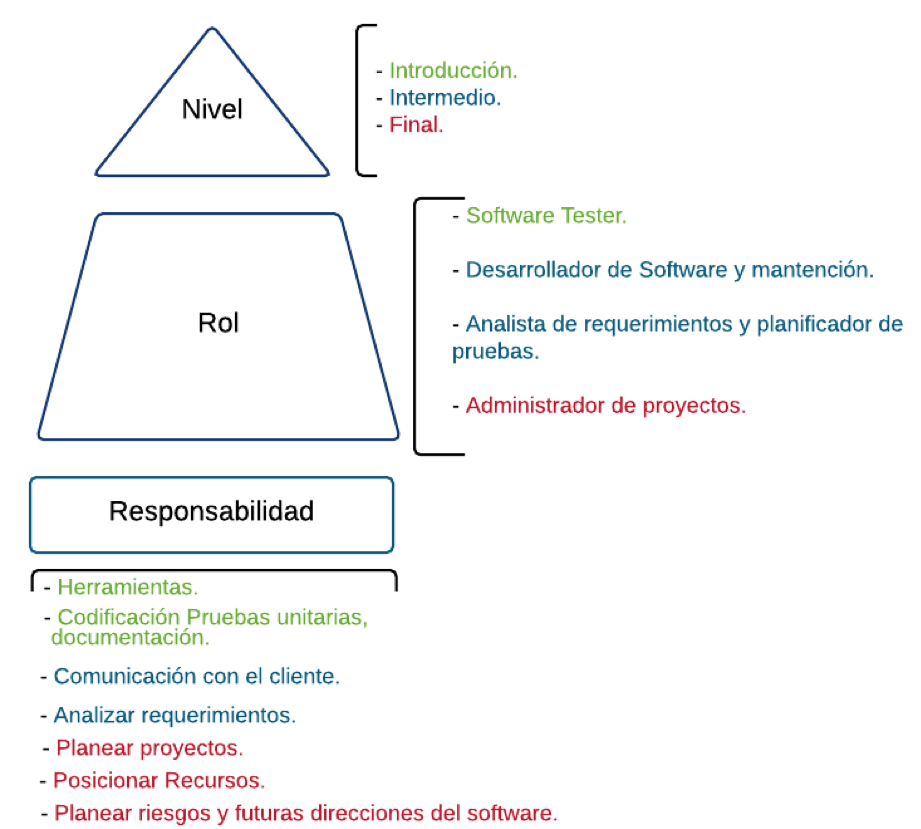 Nivel
- Introducción.
- Intermedio.
- Final.
Rol
- Software Tester.
- Desarrollador de Software y mantención.
- Analista de requerimientos y planificador de
pruebas.
- Administrador de proyectos.
Responsabilidad
- Herramientas.
- Codificación Pruebas unitarias,
documentación.
- Comunicación con el cliente.
- Analizar requerimientos.
- Planear proyectos.
- Posicionar Recursos.
- Planear riesgos y futuras direcciones del software.